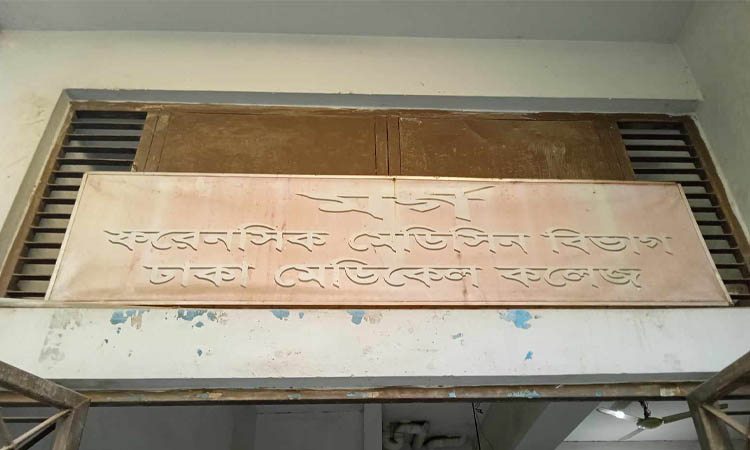 মর্গ
ফরেনসিক মেডিসিন বিভাগ
ঢাকা মেডিকেল কলেজ